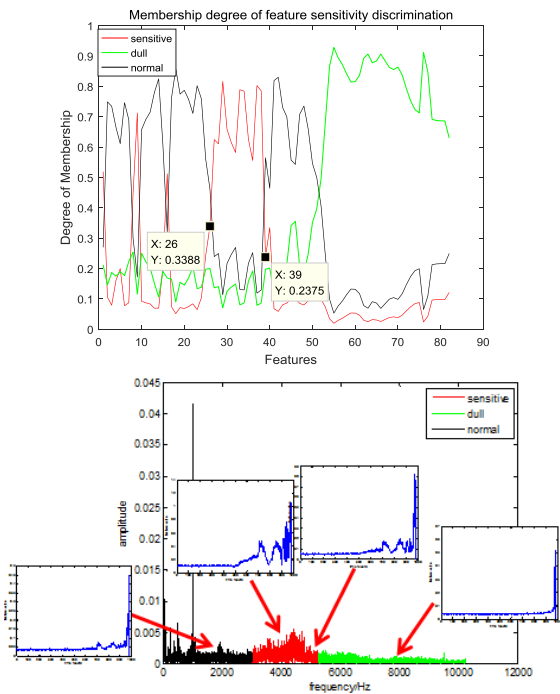 Membership degree of feature sensitivity discrimination
Degree of Membership
1
0.9
0.8
0.7
0.6
0.5
0.4
0.3
0.2
0.1
0
sensitive
dull
normal
X: 26
Y: 0.3388
X: 39
Y: 0.2375
0 10 20 30 40 50 60 70 80 90
Features
amplitude
0.045
0.04
0.035
0.03
0.025
0.02
0.015
0.01
0.005
0
sensitive
dull
normal
0 2000 4000 6000 8000 10000 12000
frequency/Hz